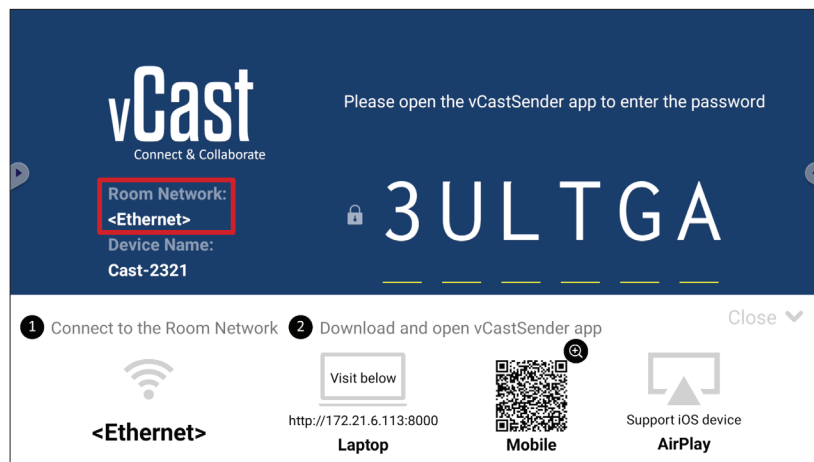 vCast
Connect & Collaborate
Please open the vCastSender app to enter the password
Room Network:
<Ethernet>
Device Name:
Cast-2321
3ULTGA
Close
1 Connect to the Room Network
2 Download and open vCastSender app
<Ethernet>
Visit below
http://172.21.6.113:8000
Laptop
Mobile
Support iOS device
AirPlay